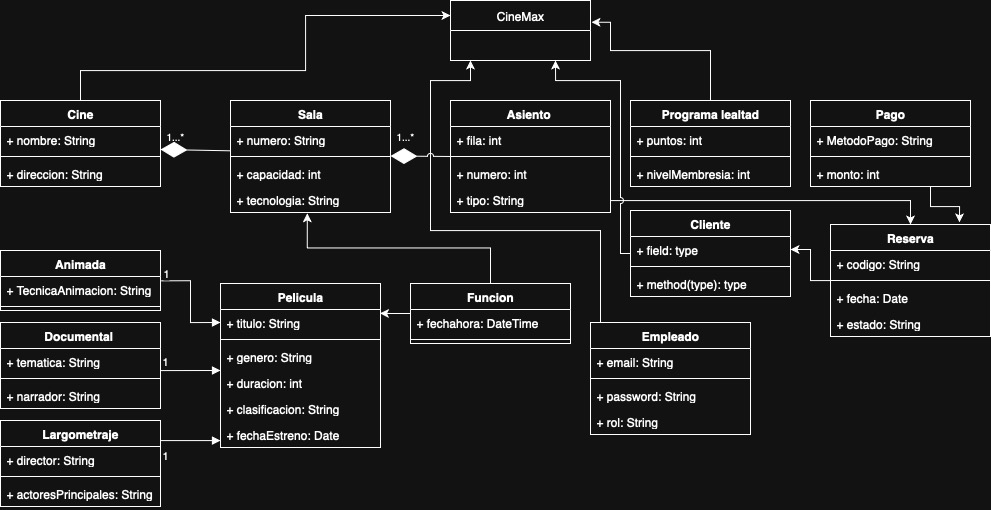 CineMax
Cine
+ nombre: String
+ direccion: String
1...*
Sala
+ numero: String
+ capacidad: int
+ tecnologia: String
1...*
Asiento
+ fila: int
+ numero: int
+ tipo: String
Programa lealtad
+ puntos: int
+ nivelMembresia: int
Pago
+ MetodoPago: String
+ monto: int
Cliente
+ field: type
+ method(type): type
Reserva
+ codigo: String
+ fecha: Date
+ estado: String
Animada
+ TecnicaAnimacion: String
1
Documental
+ tematica: String
+ narrador: String
1
Largometraje
+ director: String
+ actoresPrincipales: String
1
Pelicula
+ titulo: String
+ genero: String
+ duracion: int
+ clasificacion: String
+ fechaEstreno: Date
Funcion
+ fechahora: DateTime
Empleado
+ email: String
+ password: String
+ rol: String